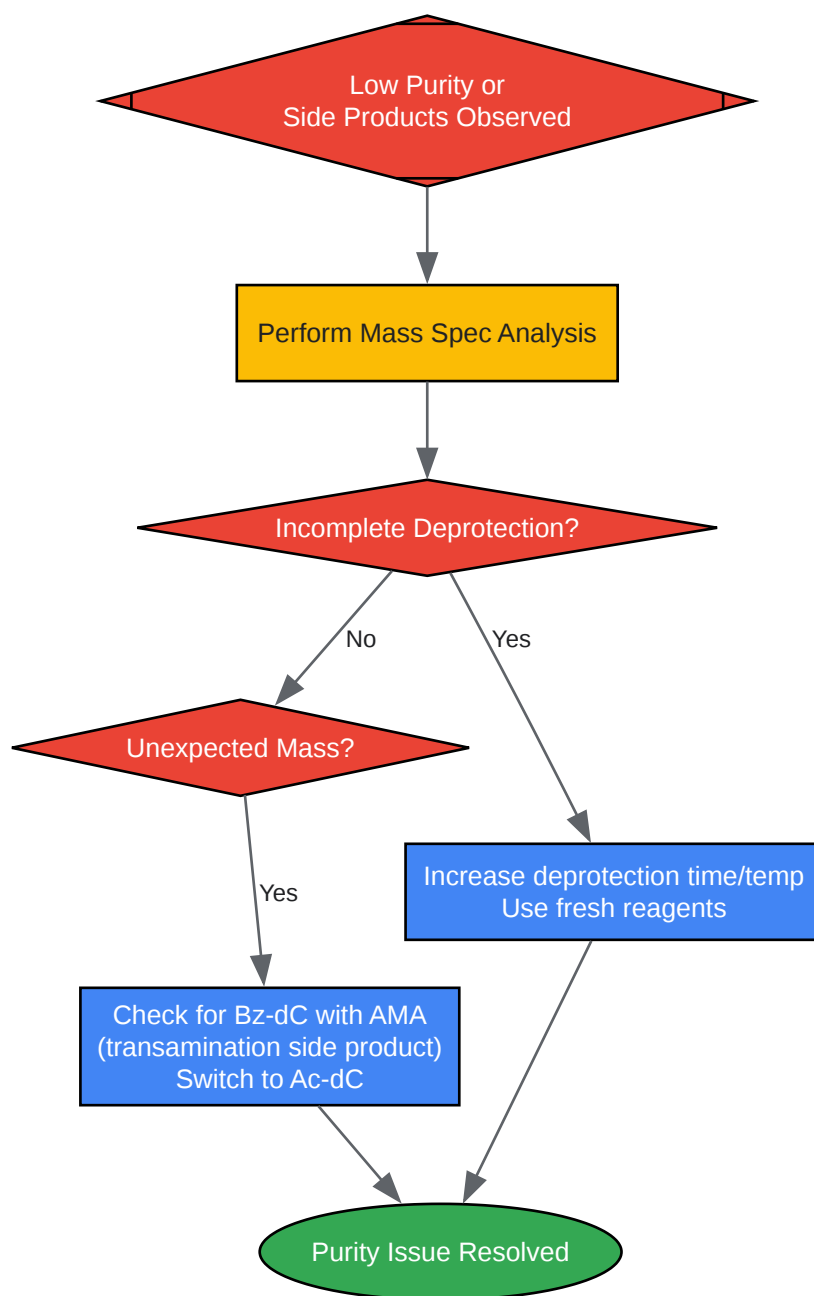 Low Purity or
Side Products Observed
Perform Mass Spec Analysis
Incomplete Deprotection?
No
Yes
Unexpected Mass?
Increase deprotection time/temp
Use fresh reagents
Yes
Check for Bz-dC with AMA
(transamination side product)
Switch to Ac-dC
Purity Issue Resolved